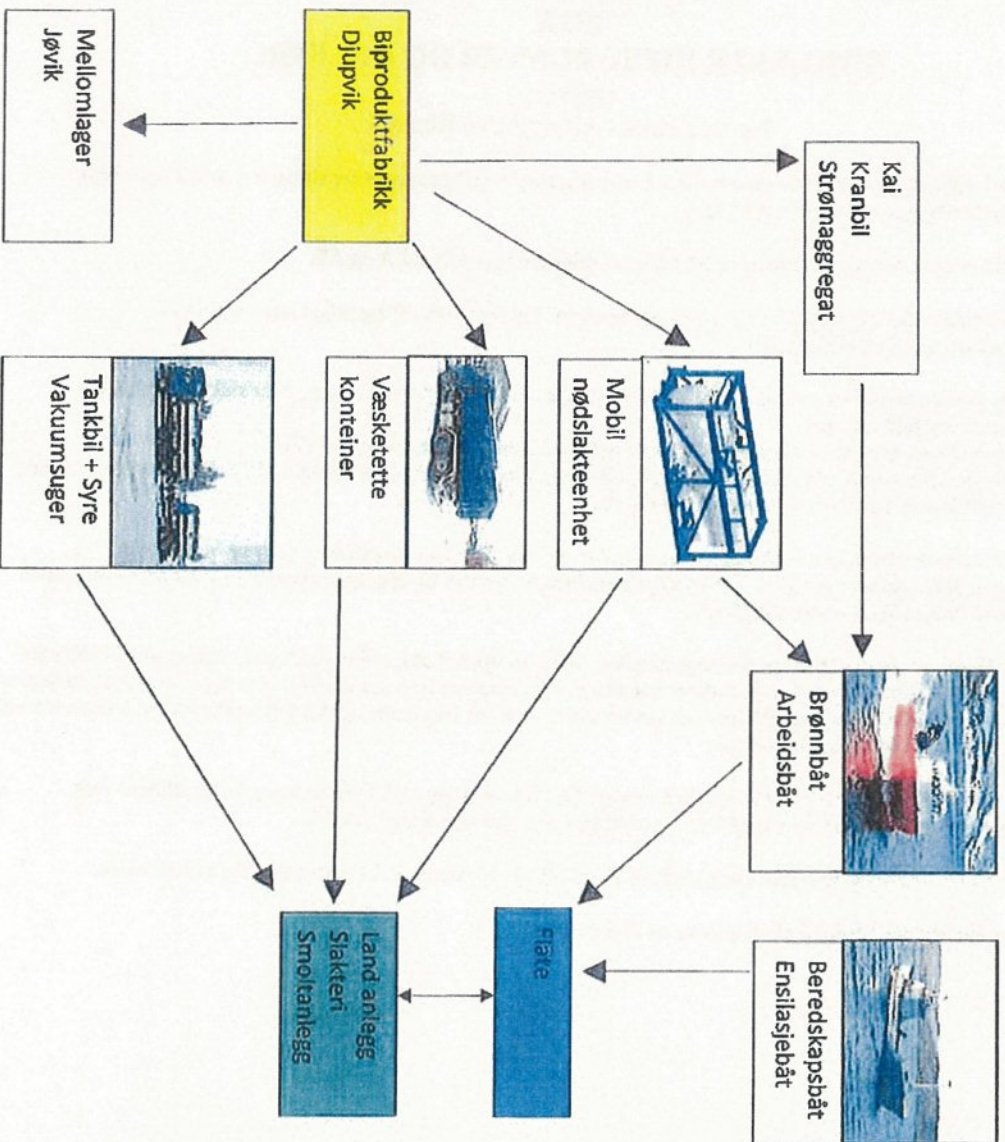 Kai
Kranbil
Strømaggregat
Biproduktfabrikk
Djupvik
Mellomlager
Jøvik
Mobil
nødslakteenhet
Væsketette
konteiner
Tankbil + Syre
Vakuumsuger
Brønnbåt
Arbeidsbåt
Beredskapsbåt
Ensilasjebåt
Flåte
Land anlegg
Slakteri
Smoltanlegg